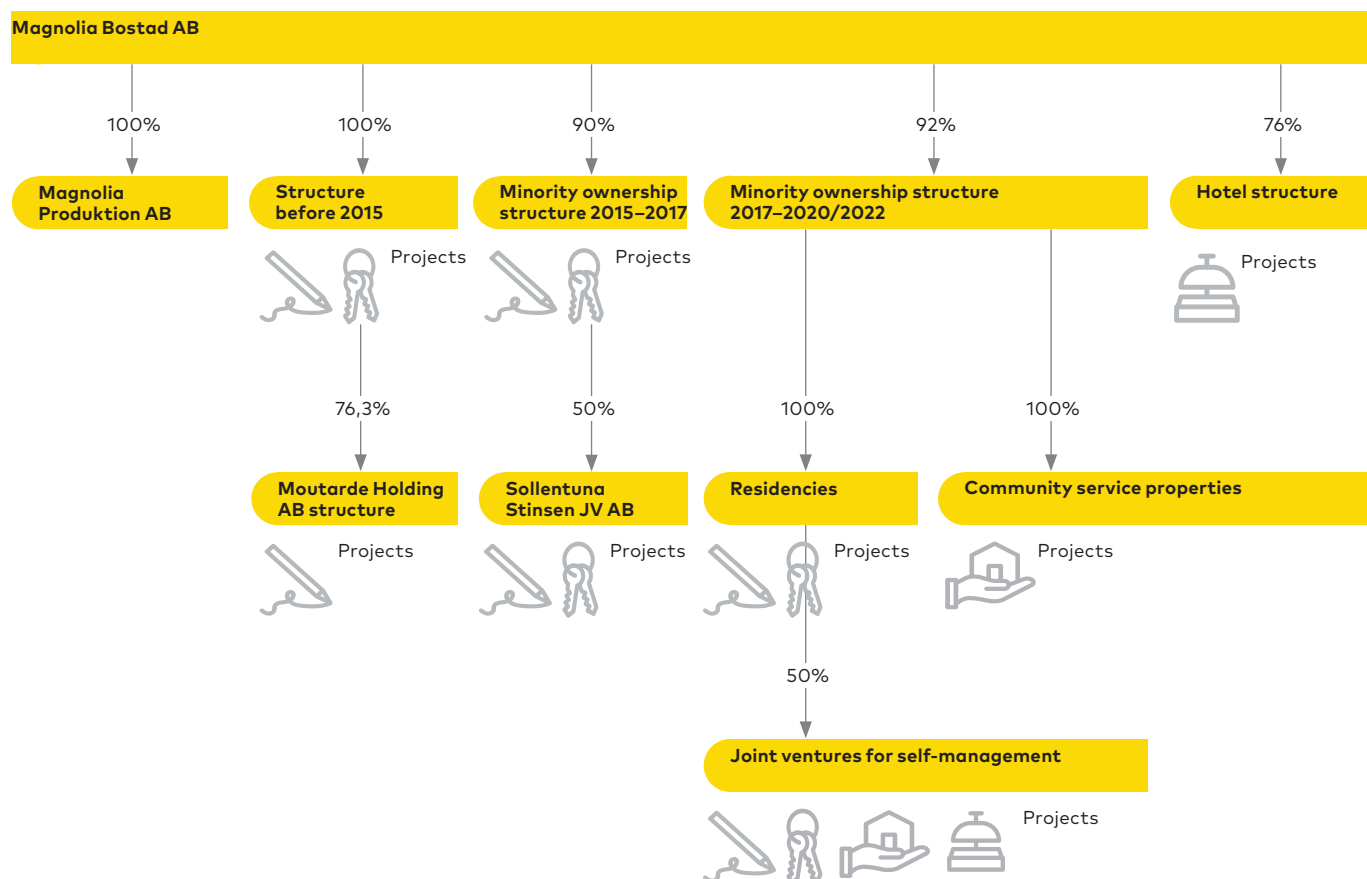 Magnolia Bostad AB
100%
100%
90%
92%
76%
Magnolia
Produktion AB
Structure
before 2015
Minority ownership
structure 2015–2017
Minority ownership structure
2017–2020/2022
Hotel structure
Projects
Projects
Projects
76,3%
50%
100%
100%
Moutarde Holding
AB structure
Sollentuna
Stinsen JV AB
Residencies
Community service properties
Projects
Projects
Projects
Projects
50%
Joint ventures for self-management
Projects